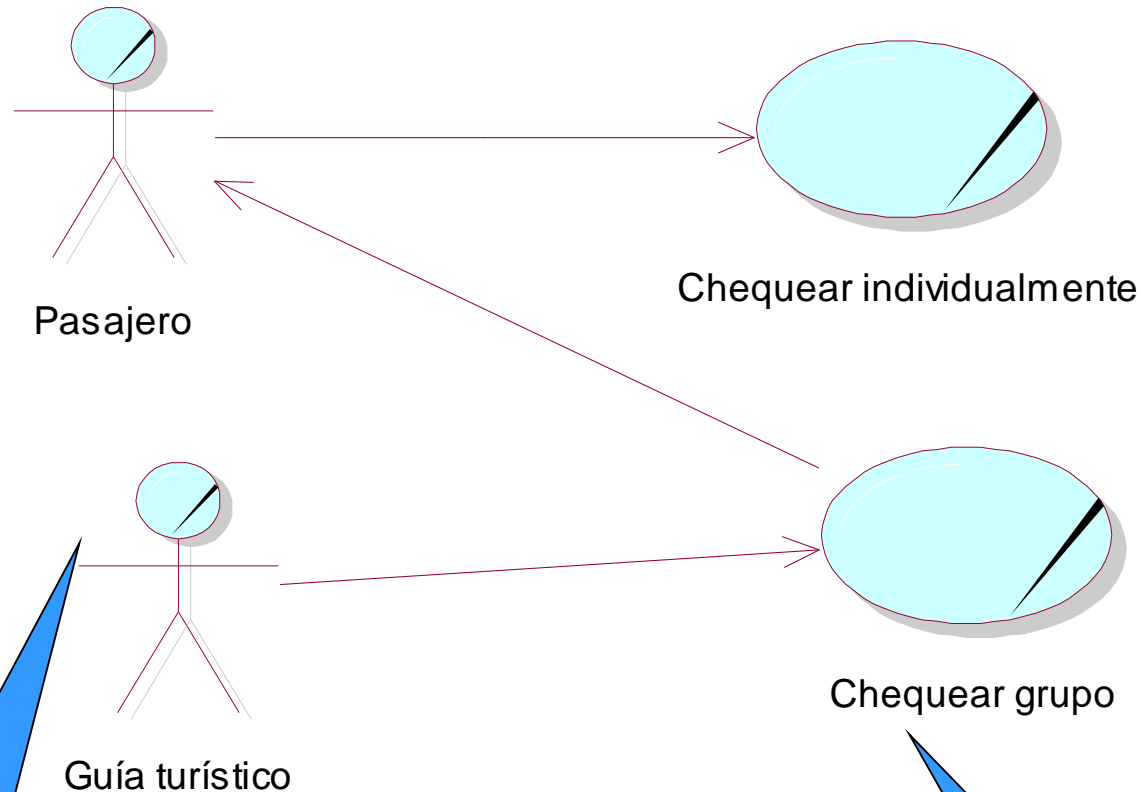 Chequear individualmente
Pasajero
Chequear grupo
Guía turístico